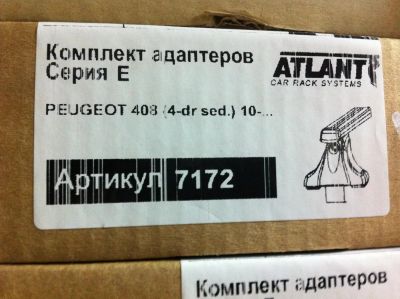 Комплект адаптеров
Серия Е
ATLANT
CAR RACK SYSTEMS
PEUGEOT 408 (4-dr sed.) 10-...
Артикул 7172
Комплект адаптеров